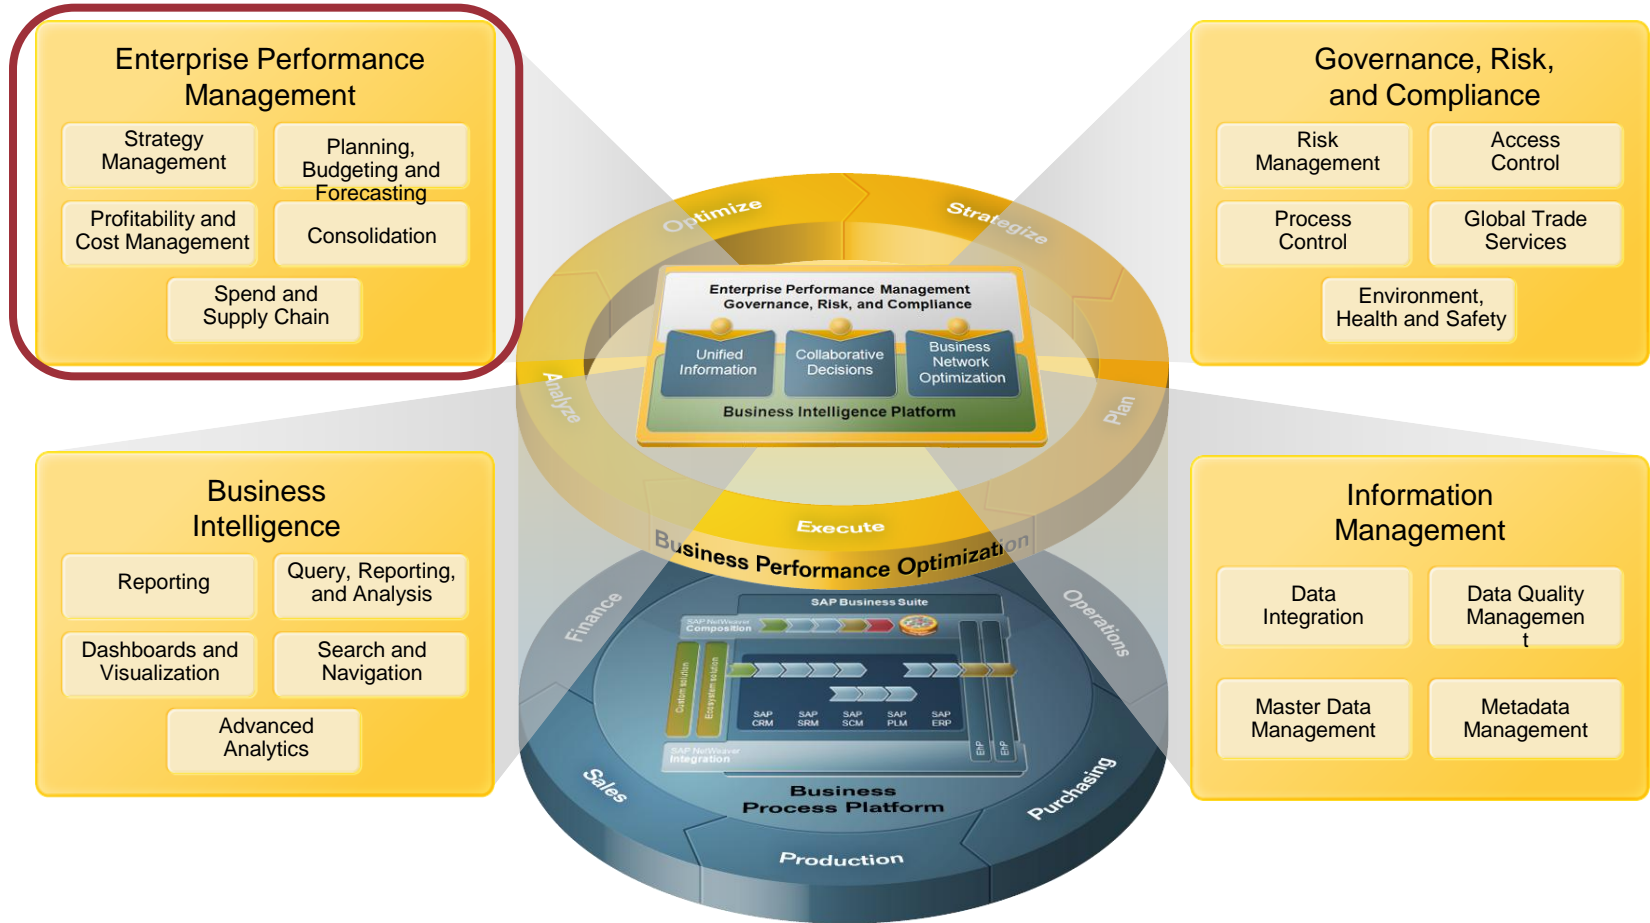 Enterprise Performance
Management
Strategy
Management
Planning,
Budgeting and
Forecasting
Profitability and
Cost Management
Consolidation
Spend and
Supply Chain
Governance, Risk,
and Compliance
Risk
Management
Access
Control
Process
Control
Global Trade
Services
Environment,
Health and Safety
Optimize
Strategize
Analyze
Plan
Execute
Enterprise Performance Management
Governance, Risk, and Compliance
Unified
Information
Collaborative
Decisions
Business
Network
Optimization
Business Intelligence Platform
Business Performance Optimization
Business
Intelligence
Reporting
Query, Reporting,
and Analysis
Dashboards and
Visualization
Search and
Navigation
Advanced
Analytics
Information
Management
Data
Integration
Data Quality
Managemen
t
Master Data
Management
Metadata
Management
Finance
Operations
Sales
Purchasing
Production
SAP Business Suite
SAP NetWeaver
Composition
Custom solution
Ecosystem solution
SAP
CRM
SAP
SRM
SAP
SCM
SAP
PLM
SAP
ERP
EhP
EhP
SAP NetWeaver
Integration
Business
Process Platform